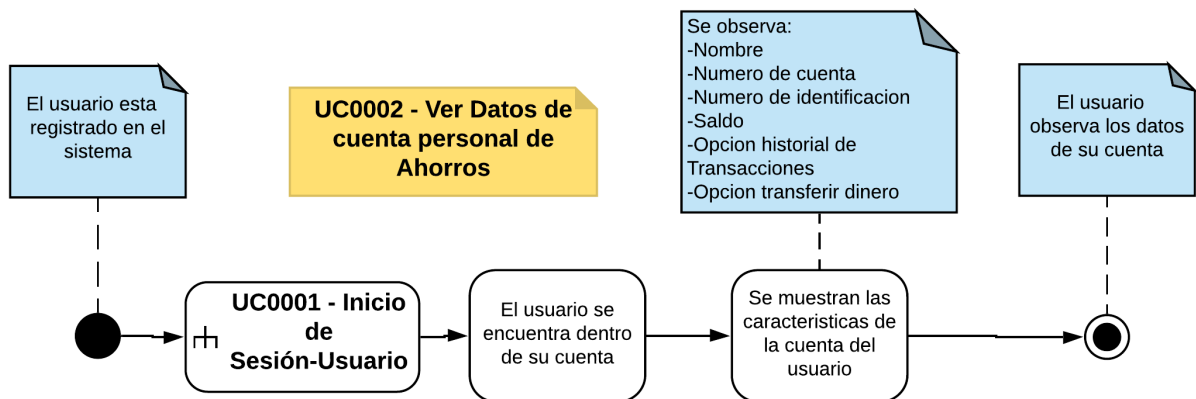 El usuario esta
registrado en el
sistema
UC0002 - Ver Datos de
cuenta personal de
Ahorros
Se observa:
-Nombre
-Numero de cuenta
-Numero de identificacion
-Saldo
-Opcion historial de
Transacciones
-Opcion transferir dinero
El usuario
observa los datos
de su cuenta
UC0001 - Inicio
de
Sesión-Usuario
El usuario se
encuentra dentro
de su cuenta
Se muestran las
caracteristicas de
la cuenta del
usuario